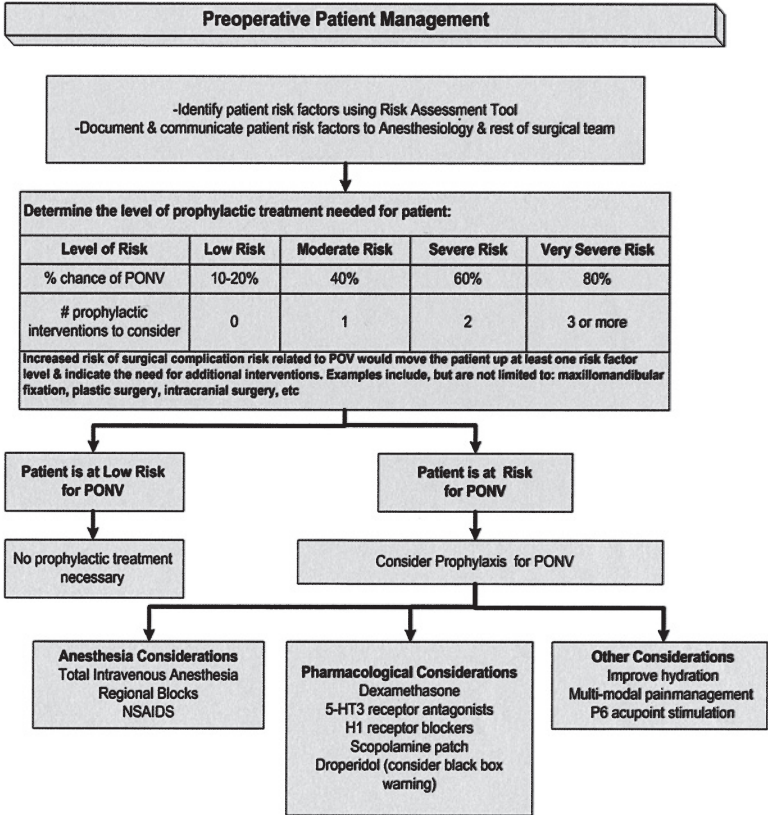 Preoperative Patient Management
-Identify patient risk factors using Risk Assessment Tool
-Document & communicate patient risk factors to Anesthesiology & rest of surgical team
Determine the level of prophylactic treatment needed for patient:
Level of Risk Low Risk Moderate Risk Severe Risk Very Severe Risk
% chance of PONV 10-20% 40% 60% 80%
# prophylactic
interventions to consider 0 1 2 3 or more
Increased risk of surgical complication risk related to POV would move the patient up at least one risk factor
level & indicate the need for additional interventions. Examples include, but are not limited to: maxillomandibular
fixation, plastic surgery, intracranial surgery, etc
Patient is at Low Risk
for PONV
Patient is at Risk
for PONV
No prophylactic treatment
necessary
Consider Prophylaxis for PONV
Anesthesia Considerations
Total Intravenous Anesthesia
Regional Blocks
NSAIDS
Pharmacological Considerations
Dexamethasone
5-HT3 receptor antagonists
H1 receptor blockers
Scopolamine patch
Droperidol (consider black box
warning)
Other Considerations
Improve hydration
Multi-modal painmanagement
P6 acupoint stimulation